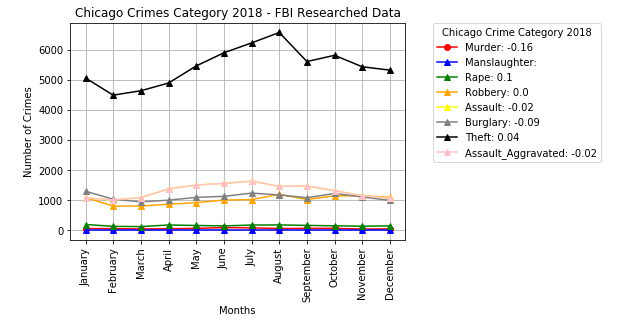 Chicago Crimes Category 2018 - FBI Researched Data
Chicago Crime Category 2018
Murder: -0.16
Manslaughter:
Rape: 0.1
Robbery: 0.0
Assault: -0.02
Burglary: -0.09
Theft: 0.04
Assault_Aggravated: -0.02
Number of Crimes
6000
5000
4000
3000
2000
1000
0
January
February
March
April
May
June
July
August
September
October
November
December
Months